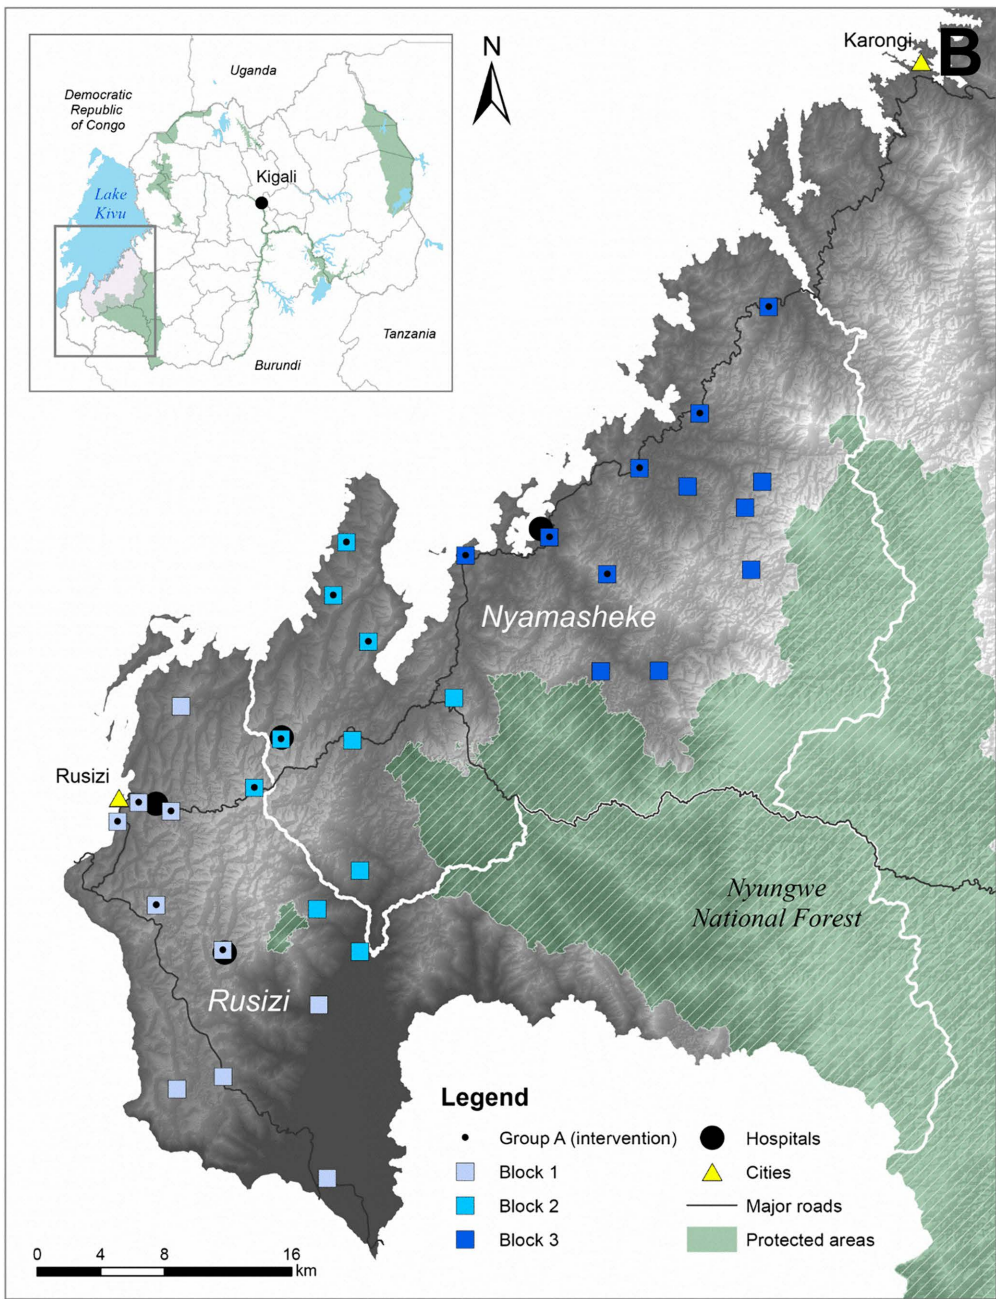 B
Karongi
N
Uganda
Democratic
Republic
of Congo
Kigali
Lake
Kivu
Tanzania
Burundi
Nyamasheke
Rusizi
Nyungwe
National Forest
Rusizi
Legend
Group A (intervention)
Block 1
Block 2
Block 3
Hospitals
Cities
Major roads
Protected areas
0 4 8 16
km